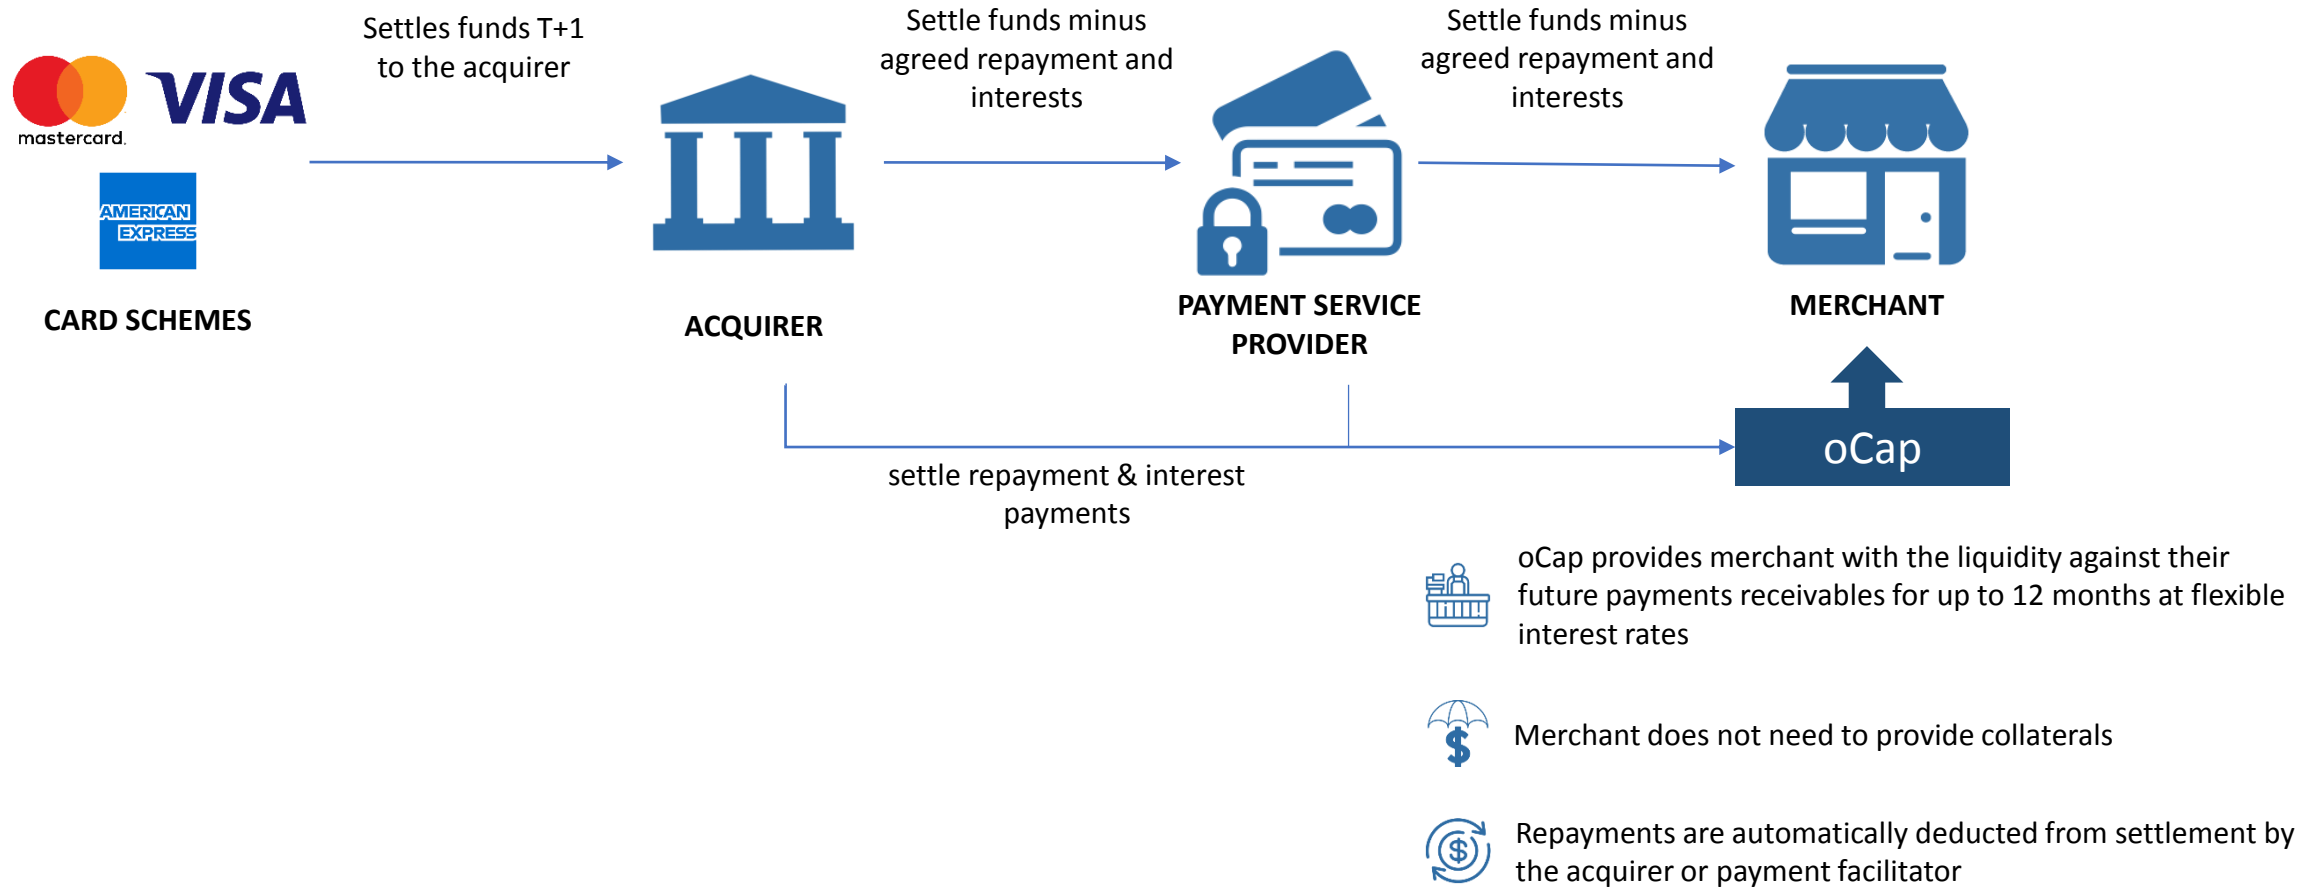 Settles funds T+1
to the acquirer
Settle funds minus
agreed repayment and
interests
Settle funds minus
agreed repayment and
interests
mastercard.
VISA
AMERICAN
EXPRESS
CARD SCHEMES
ACQUIRER
PAYMENT SERVICE
PROVIDER
MERCHANT
settle repayment & interest
payments
oCap
oCap provides merchant with the liquidity against their
future payments receivables for up to 12 months at flexible
interest rates
$
Merchant does not need to provide collaterals
$
Repayments are automatically deducted from settlement by
the acquirer or payment facilitator